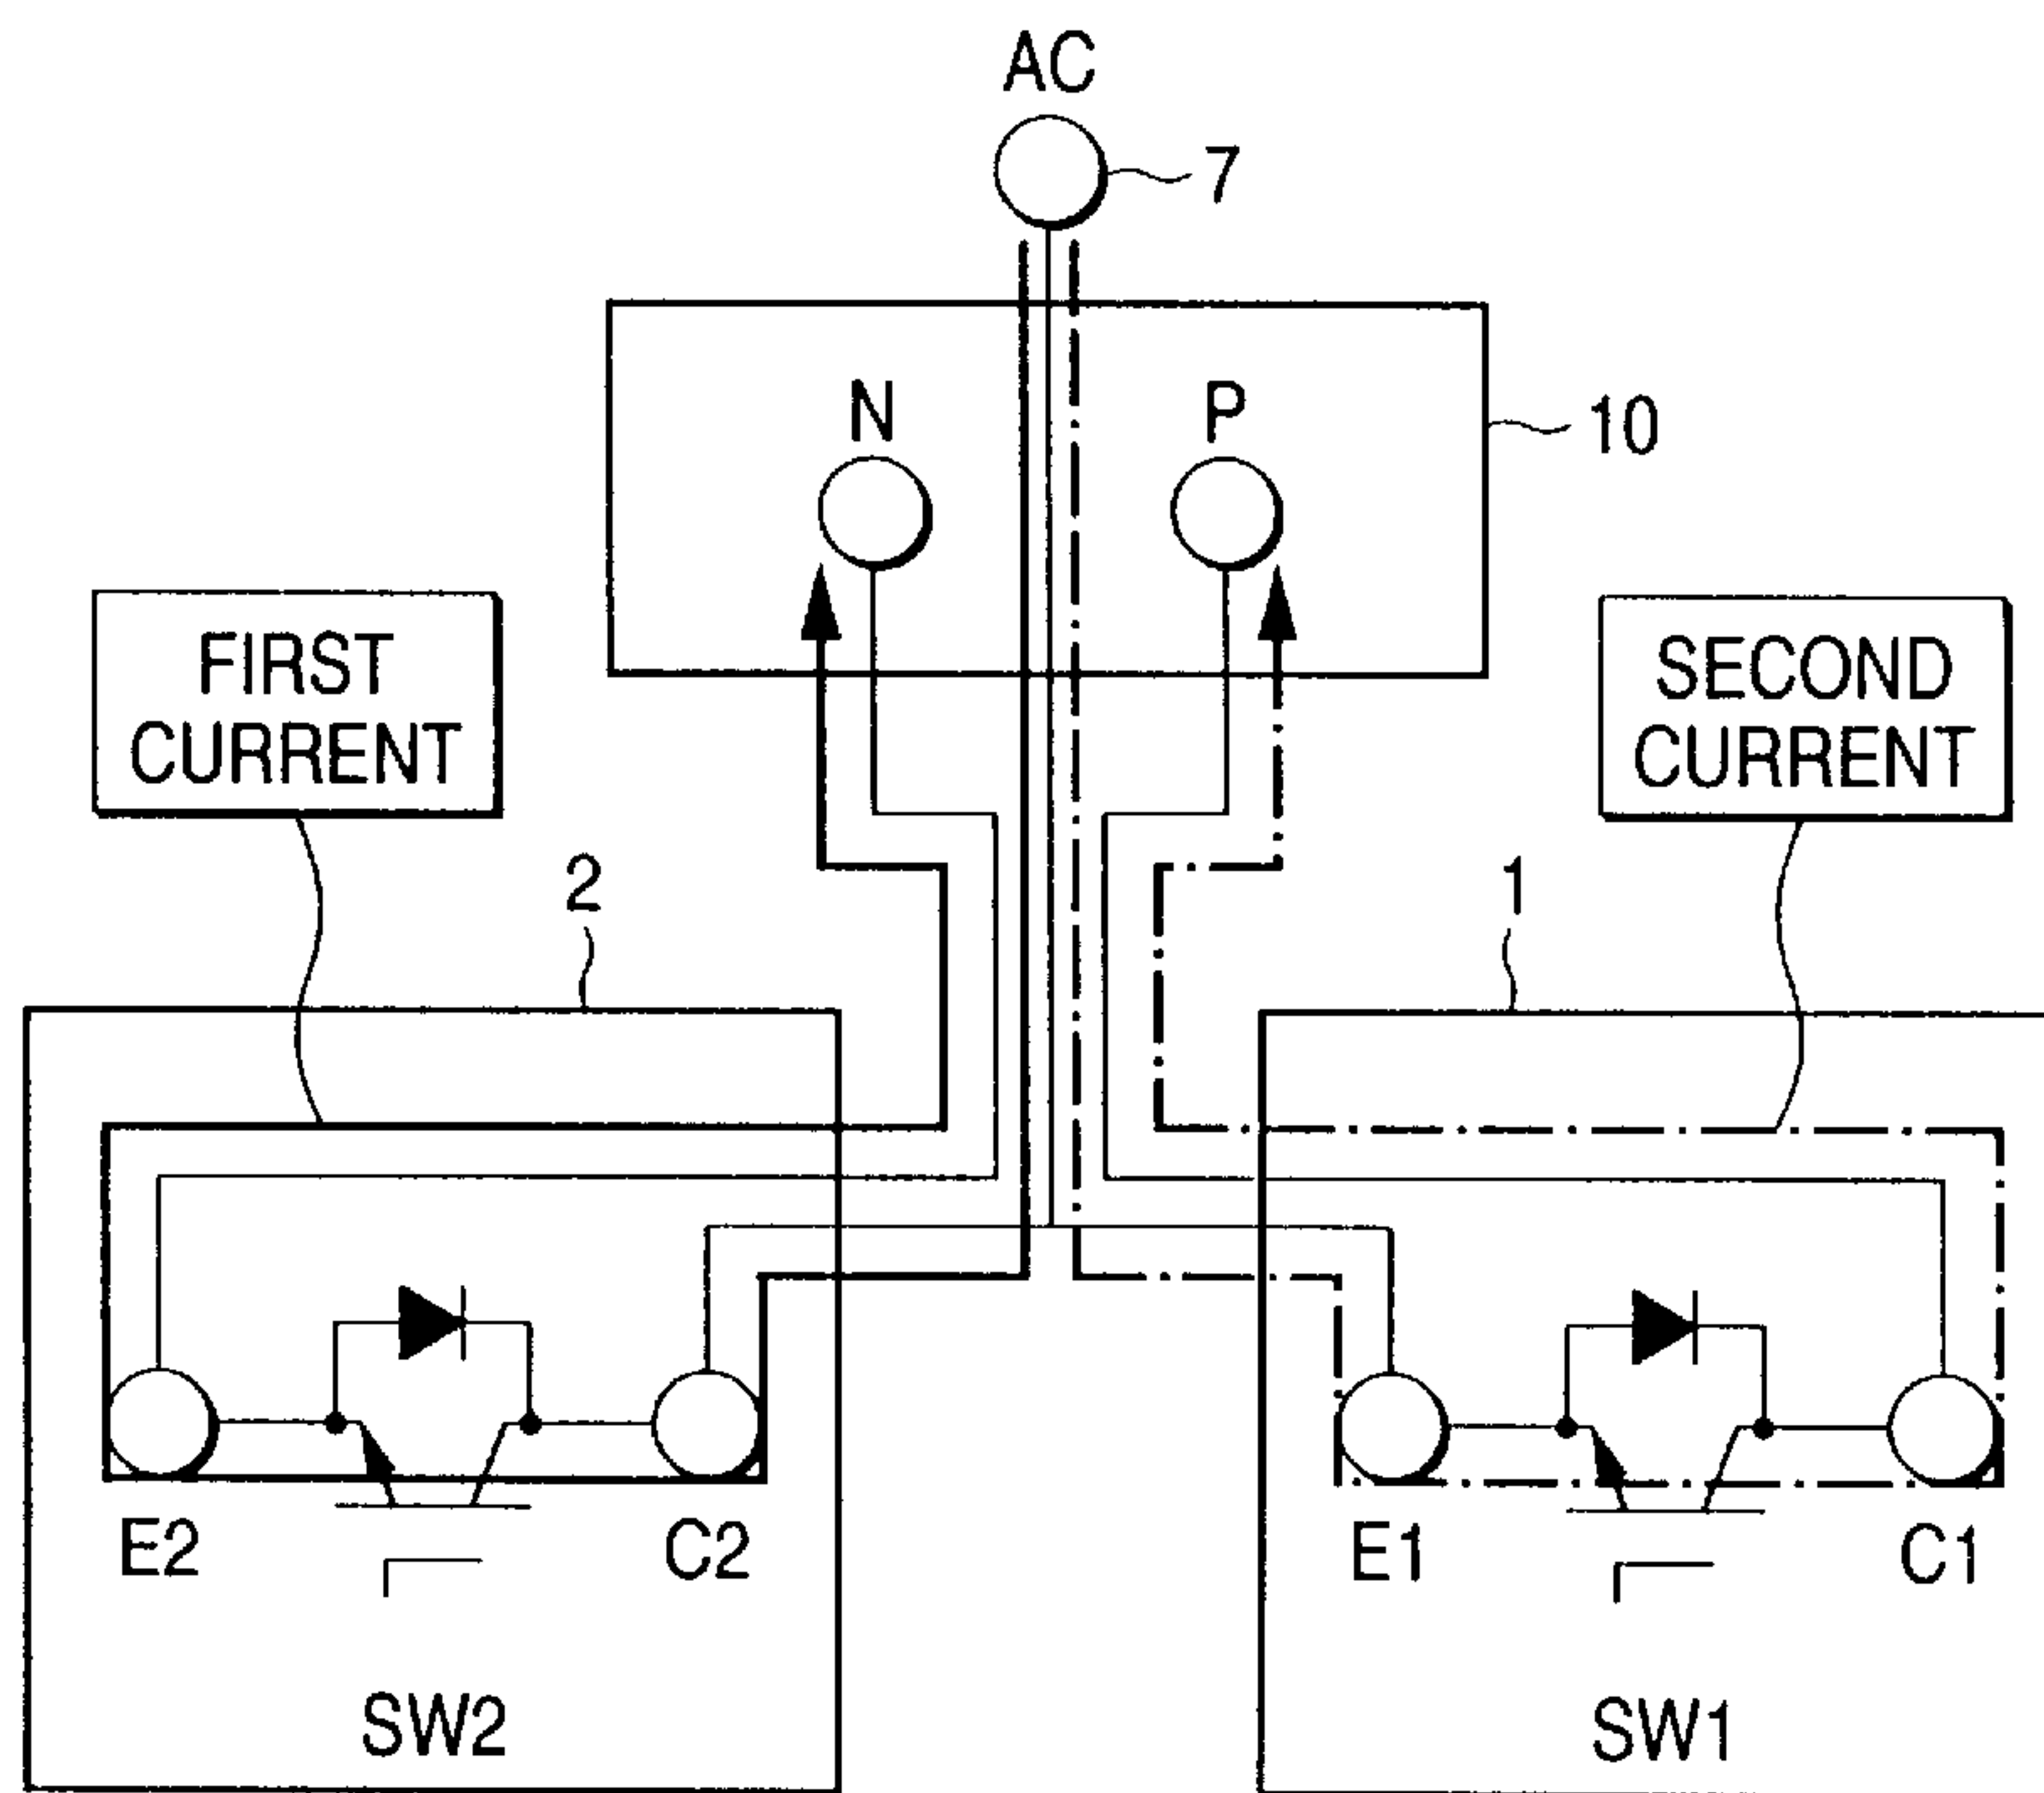 AC
7
N
P
10
FIRST
CURRENT
SECOND
CURRENT
2
1
E2
C2
E1
C1
SW2
SW1